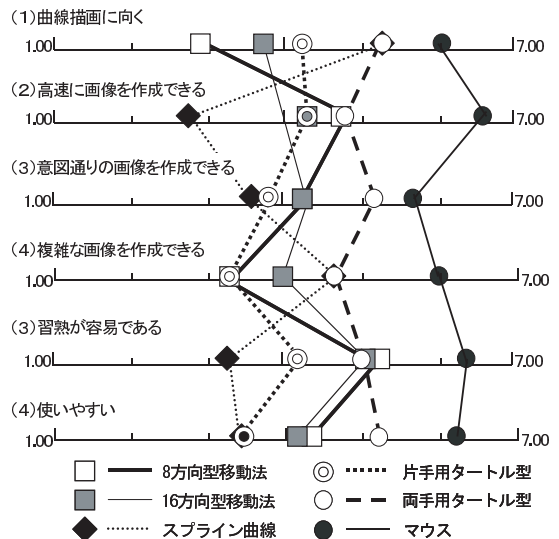 (1)曲線描画に向く
1.00 7.00
(2)高速に画像を作成できる
1.00 7.00
(3)意図通りの画像を作成できる
1.00 7.00
(4)複雑な画像を作成できる
1.00 7.00
(3)習熟が容易である
1.00 7.00
(4)使いやすい
1.00 7.00
8方向型移動法 片手用タートル型
16方向型移動法 両手用タートル型
スプライン曲線 マウス